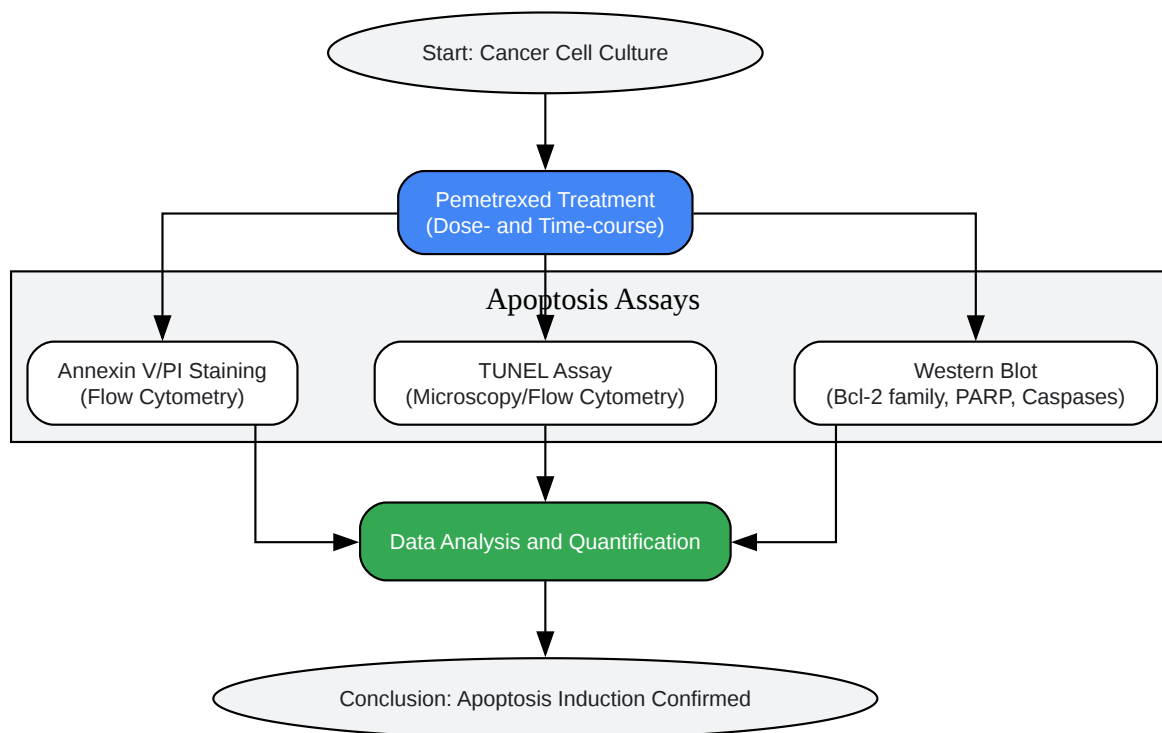 Start: Cancer Cell Culture
Pemetrexed Treatment
(Dose- and Time-course)
Apoptosis Assays
Annexin V/PI Staining
(Flow Cytometry)
TUNEL Assay
(Microscopy/Flow Cytometry)
Western Blot
(Bcl-2 family, PARP, Caspases)
Data Analysis and Quantification
Conclusion: Apoptosis Induction Confirmed